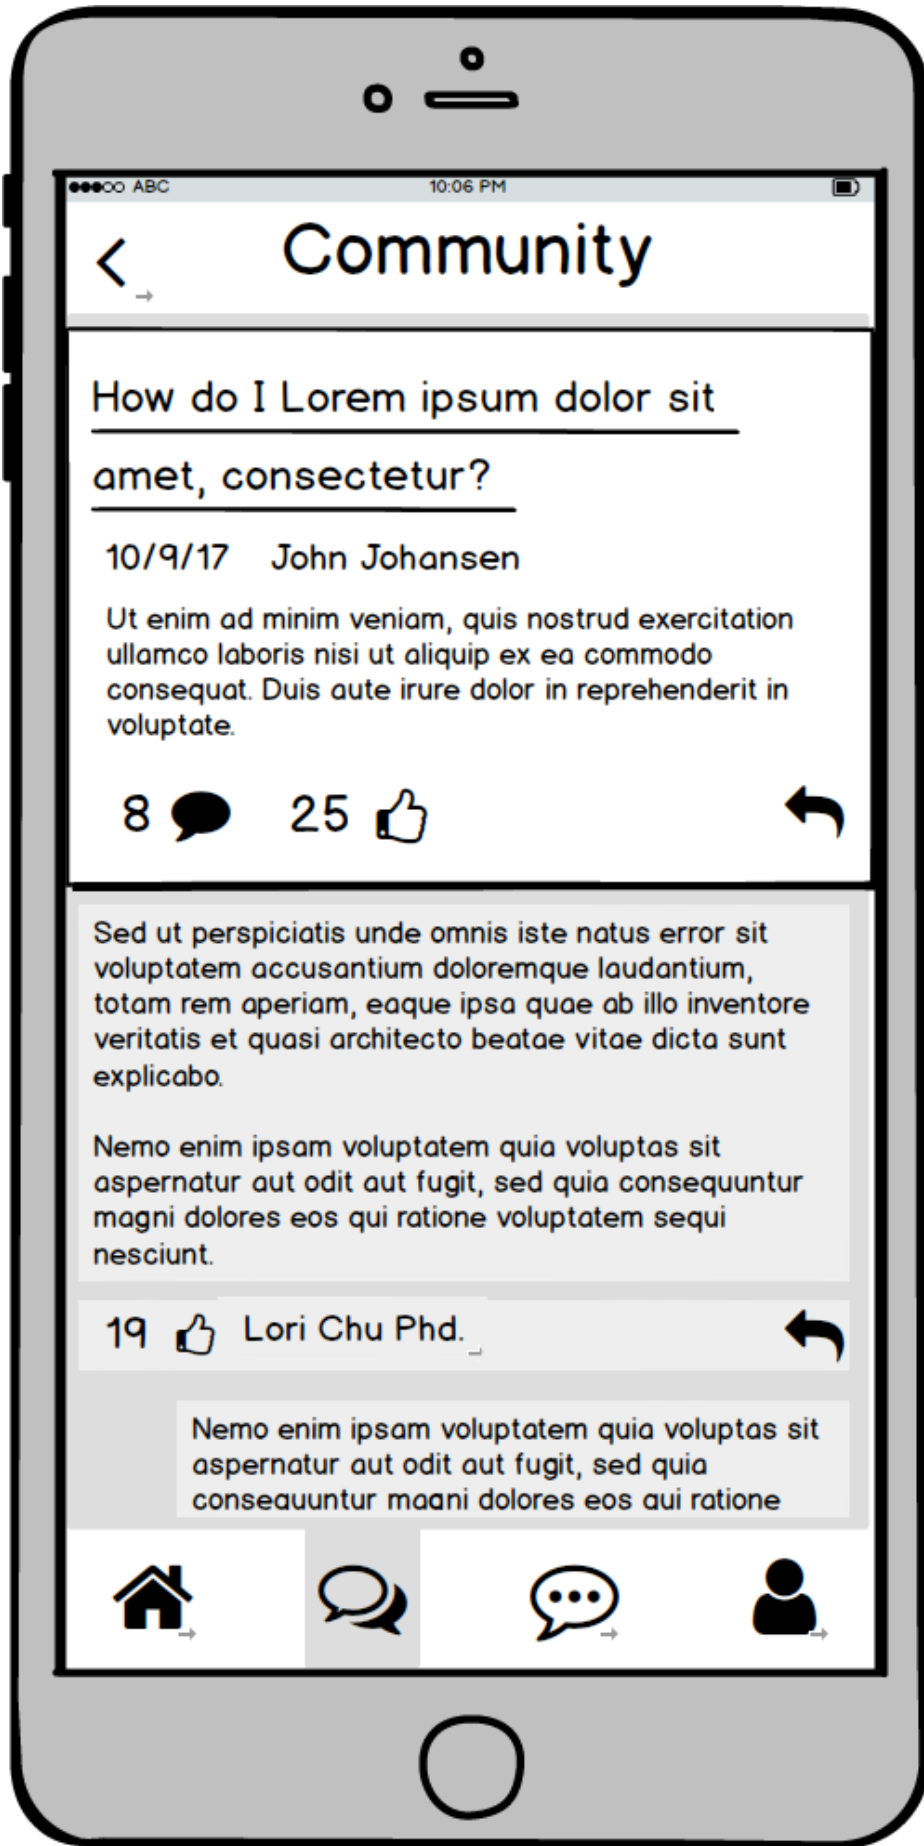 ABC 10:06 PM
Community
How do I Lorem ipsum dolor sit
amet, consectetur?
10/9/17 John Johansen
Ut enim ad minim veniam, quis nostrud exercitation
ullamco laboris nisi ut aliquip ex ea commodo
consequat. Duis aute irure dolor in reprehenderit in
voluptate.
8 25
Sed ut perspiciatis unde omnis iste natus error sit
voluptatem accusantium doloremque laudantium,
totam rem aperiam, eaque ipsa quae ab illo inventore
veritatis et quasi architecto beatae vitae dicta sunt
explicabo.
Nemo enim ipsam voluptatem quia voluptas sit
aspernatur aut odit aut fugit, sed quia consequuntur
magni dolores eos qui ratione voluptatem sequi
nesciunt.
19 Lori Chu Phd.
Nemo enim ipsam voluptatem quia voluptas sit
aspernatur aut odit aut fugit, sed quia
consequuntur magni dolores eos qui ratione